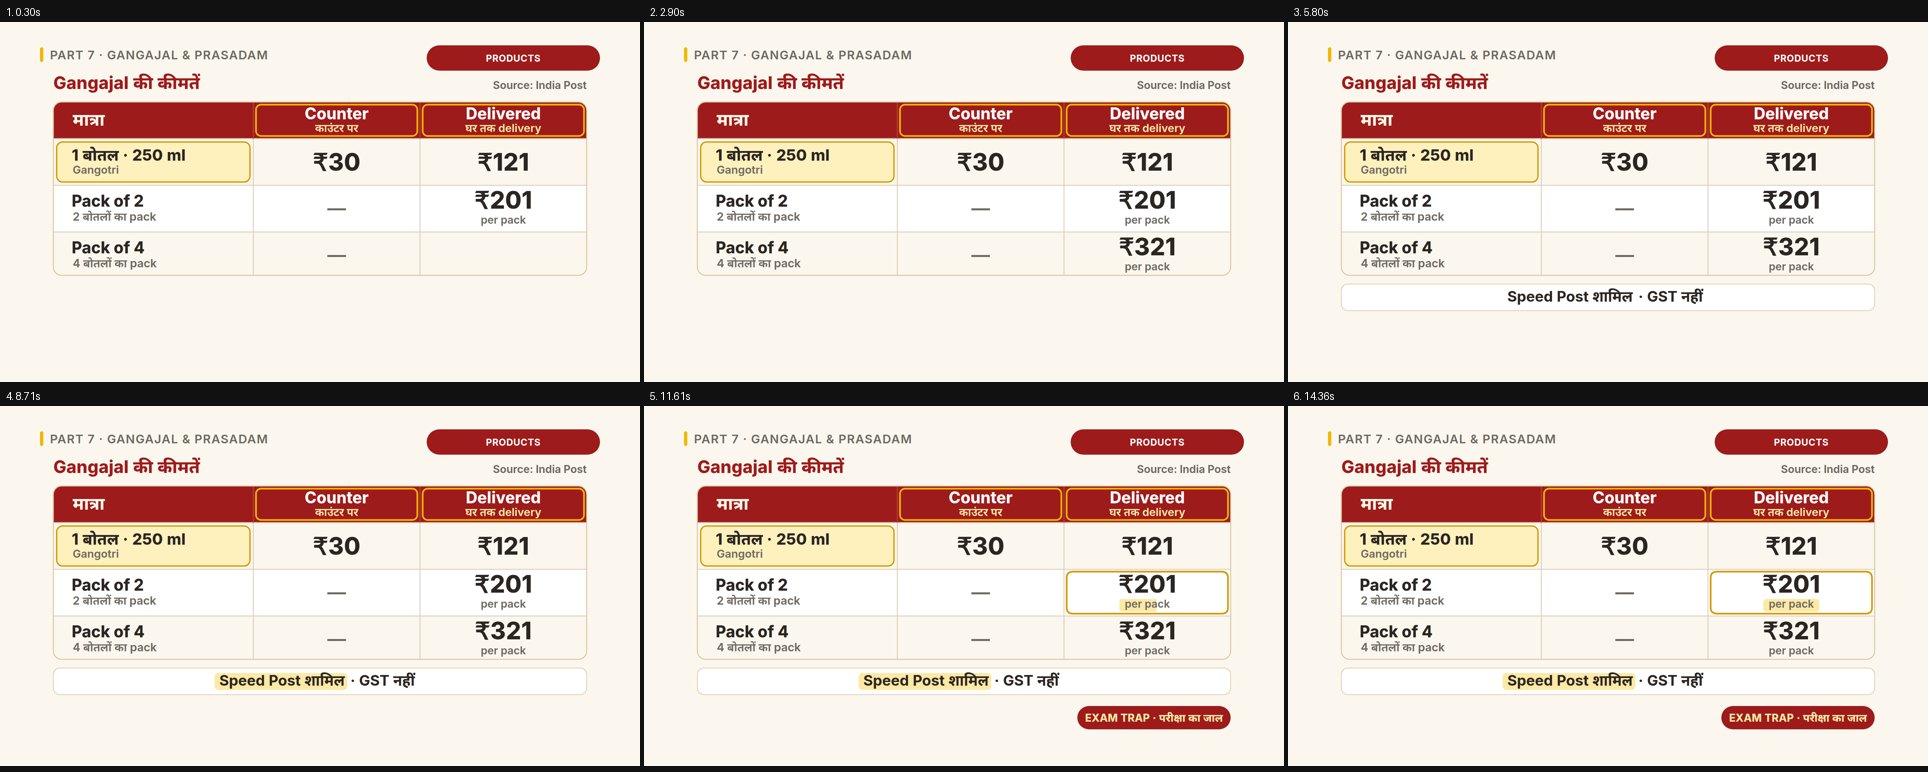 1. 0.30s
PART 7 · GANGAJAL & PRASADAM
PRODUCTS
Gangajal की कीमतें
Source: India Post
मात्रा Counter Delivered
काउंटर पर घर तक delivery
1 बोतल · 250 ml ₹30 ₹121
Gangotri
Pack of 2 — ₹201
2 बोतलों का pack per pack
Pack of 4 —
4 बोतलों का pack
2. 2.90s
PART 7 · GANGAJAL & PRASADAM
PRODUCTS
Gangajal की कीमतें
Source: India Post
मात्रा Counter Delivered
काउंटर पर घर तक delivery
1 बोतल · 250 ml ₹30 ₹121
Gangotri
Pack of 2 — ₹201
2 बोतलों का pack per pack
Pack of 4 — ₹321
4 बोतलों का pack per pack
3. 5.80s
PART 7 · GANGAJAL & PRASADAM
PRODUCTS
Gangajal की कीमतें
Source: India Post
मात्रा Counter Delivered
काउंटर पर घर तक delivery
1 बोतल · 250 ml ₹30 ₹121
Gangotri
Pack of 2 — ₹201
2 बोतलों का pack per pack
Pack of 4 — ₹321
4 बोतलों का pack per pack
Speed Post शामिल · GST नहीं
4. 8.71s
PART 7 · GANGAJAL & PRASADAM
PRODUCTS
Gangajal की कीमतें
Source: India Post
मात्रा Counter Delivered
काउंटर पर घर तक delivery
1 बोतल · 250 ml ₹30 ₹121
Gangotri
Pack of 2 — ₹201
2 बोतलों का pack per pack
Pack of 4 — ₹321
4 बोतलों का pack per pack
Speed Post शामिल · GST नहीं
5. 11.61s
PART 7 · GANGAJAL & PRASADAM
PRODUCTS
Gangajal की कीमतें
Source: India Post
मात्रा Counter Delivered
काउंटर पर घर तक delivery
1 बोतल · 250 ml ₹30 ₹121
Gangotri
Pack of 2 — ₹201
2 बोतलों का pack per pack
Pack of 4 — ₹321
4 बोतलों का pack per pack
Speed Post शामिल · GST नहीं
EXAM TRAP · परीक्षा का जाल
6. 14.36s
PART 7 · GANGAJAL & PRASADAM
PRODUCTS
Gangajal की कीमतें
Source: India Post
मात्रा Counter Delivered
काउंटर पर घर तक delivery
1 बोतल · 250 ml ₹30 ₹121
Gangotri
Pack of 2 — ₹201
2 बोतलों का pack per pack
Pack of 4 — ₹321
4 बोतलों का pack per pack
Speed Post शामिल · GST नहीं
EXAM TRAP · परीक्षा का जाल